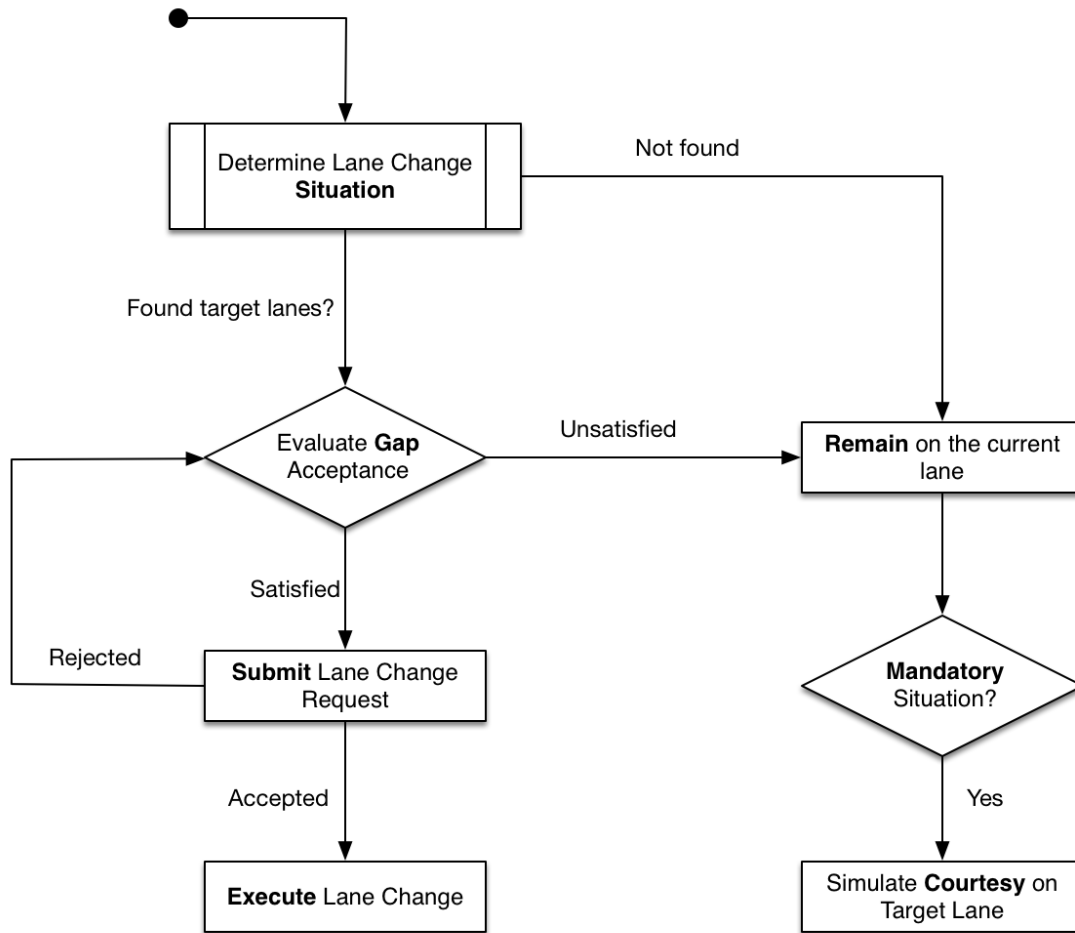 Determine Lane Change
Situation
Not found
Found target lanes?
Evaluate Gap
Acceptance
Unsatisfied
Remain on the current
lane
Satisfied
Rejected
Submit Lane Change
Request
Mandatory
Situation?
Accepted
Yes
Execute Lane Change
Simulate Courtesy on
Target Lane